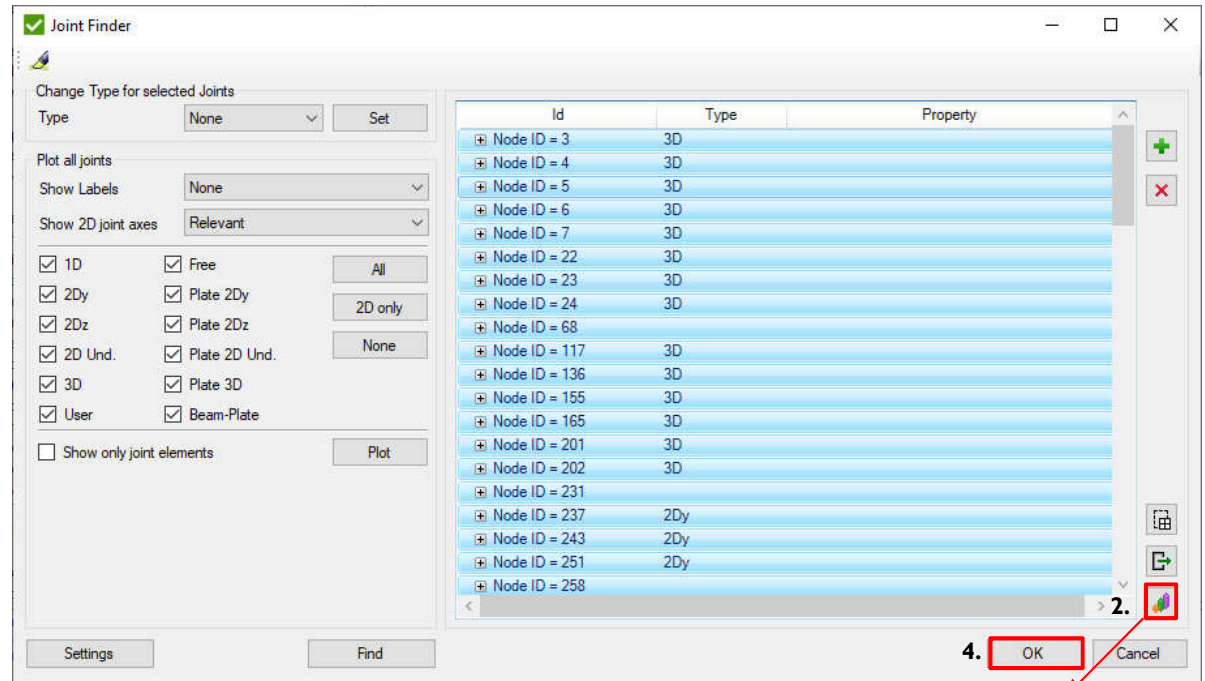 Joint Finder
Change Type for selected Joints
Type None Set
Plot all joints
Show Labels None
Show 2D joint axes Relevant
1D Free All
2Dy Plate 2Dy
2D only
2Dz Plate 2Dz
2D Und. Plate 2D Und. None
3D Plate 3D
User Beam-Plate
Show only joint elements Plot
Settings Find
Id Type Property
Node ID = 3 3D
Node ID = 4 3D
Node ID = 5 3D
Node ID = 6 3D
Node ID = 7 3D
Node ID = 22 3D
Node ID = 23 3D
Node ID = 24 3D
Node ID = 68
Node ID = 117 3D
Node ID = 136 3D
Node ID = 155 3D
Node ID = 165 3D
Node ID = 201 3D
Node ID = 202 3D
Node ID = 231
Node ID = 237 2Dy
Node ID = 243 2Dy
Node ID = 251 2Dy
Node ID = 258
2.
4. OK Cancel